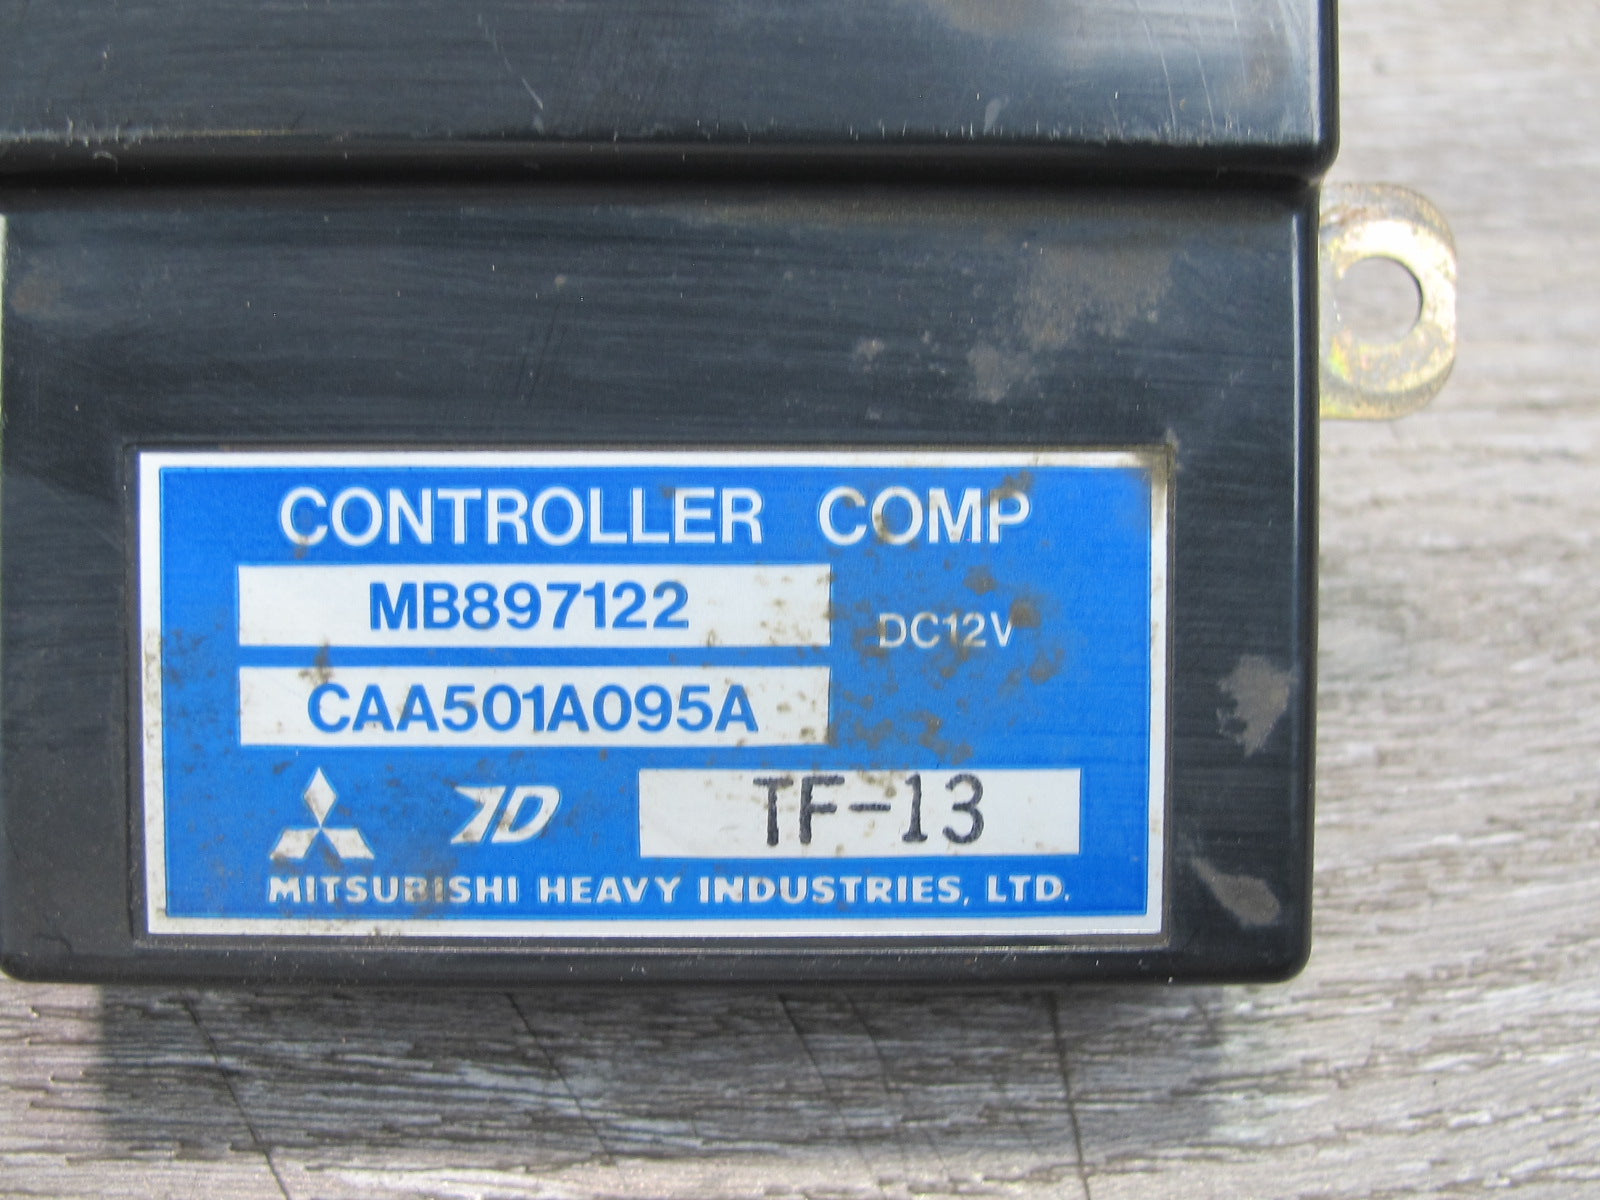 CONTROLLER COMP
MB897122
DC12V
CAA501A095A
TF-13
MITSUBISHI HEAVY INDUSTRIES, LTD.